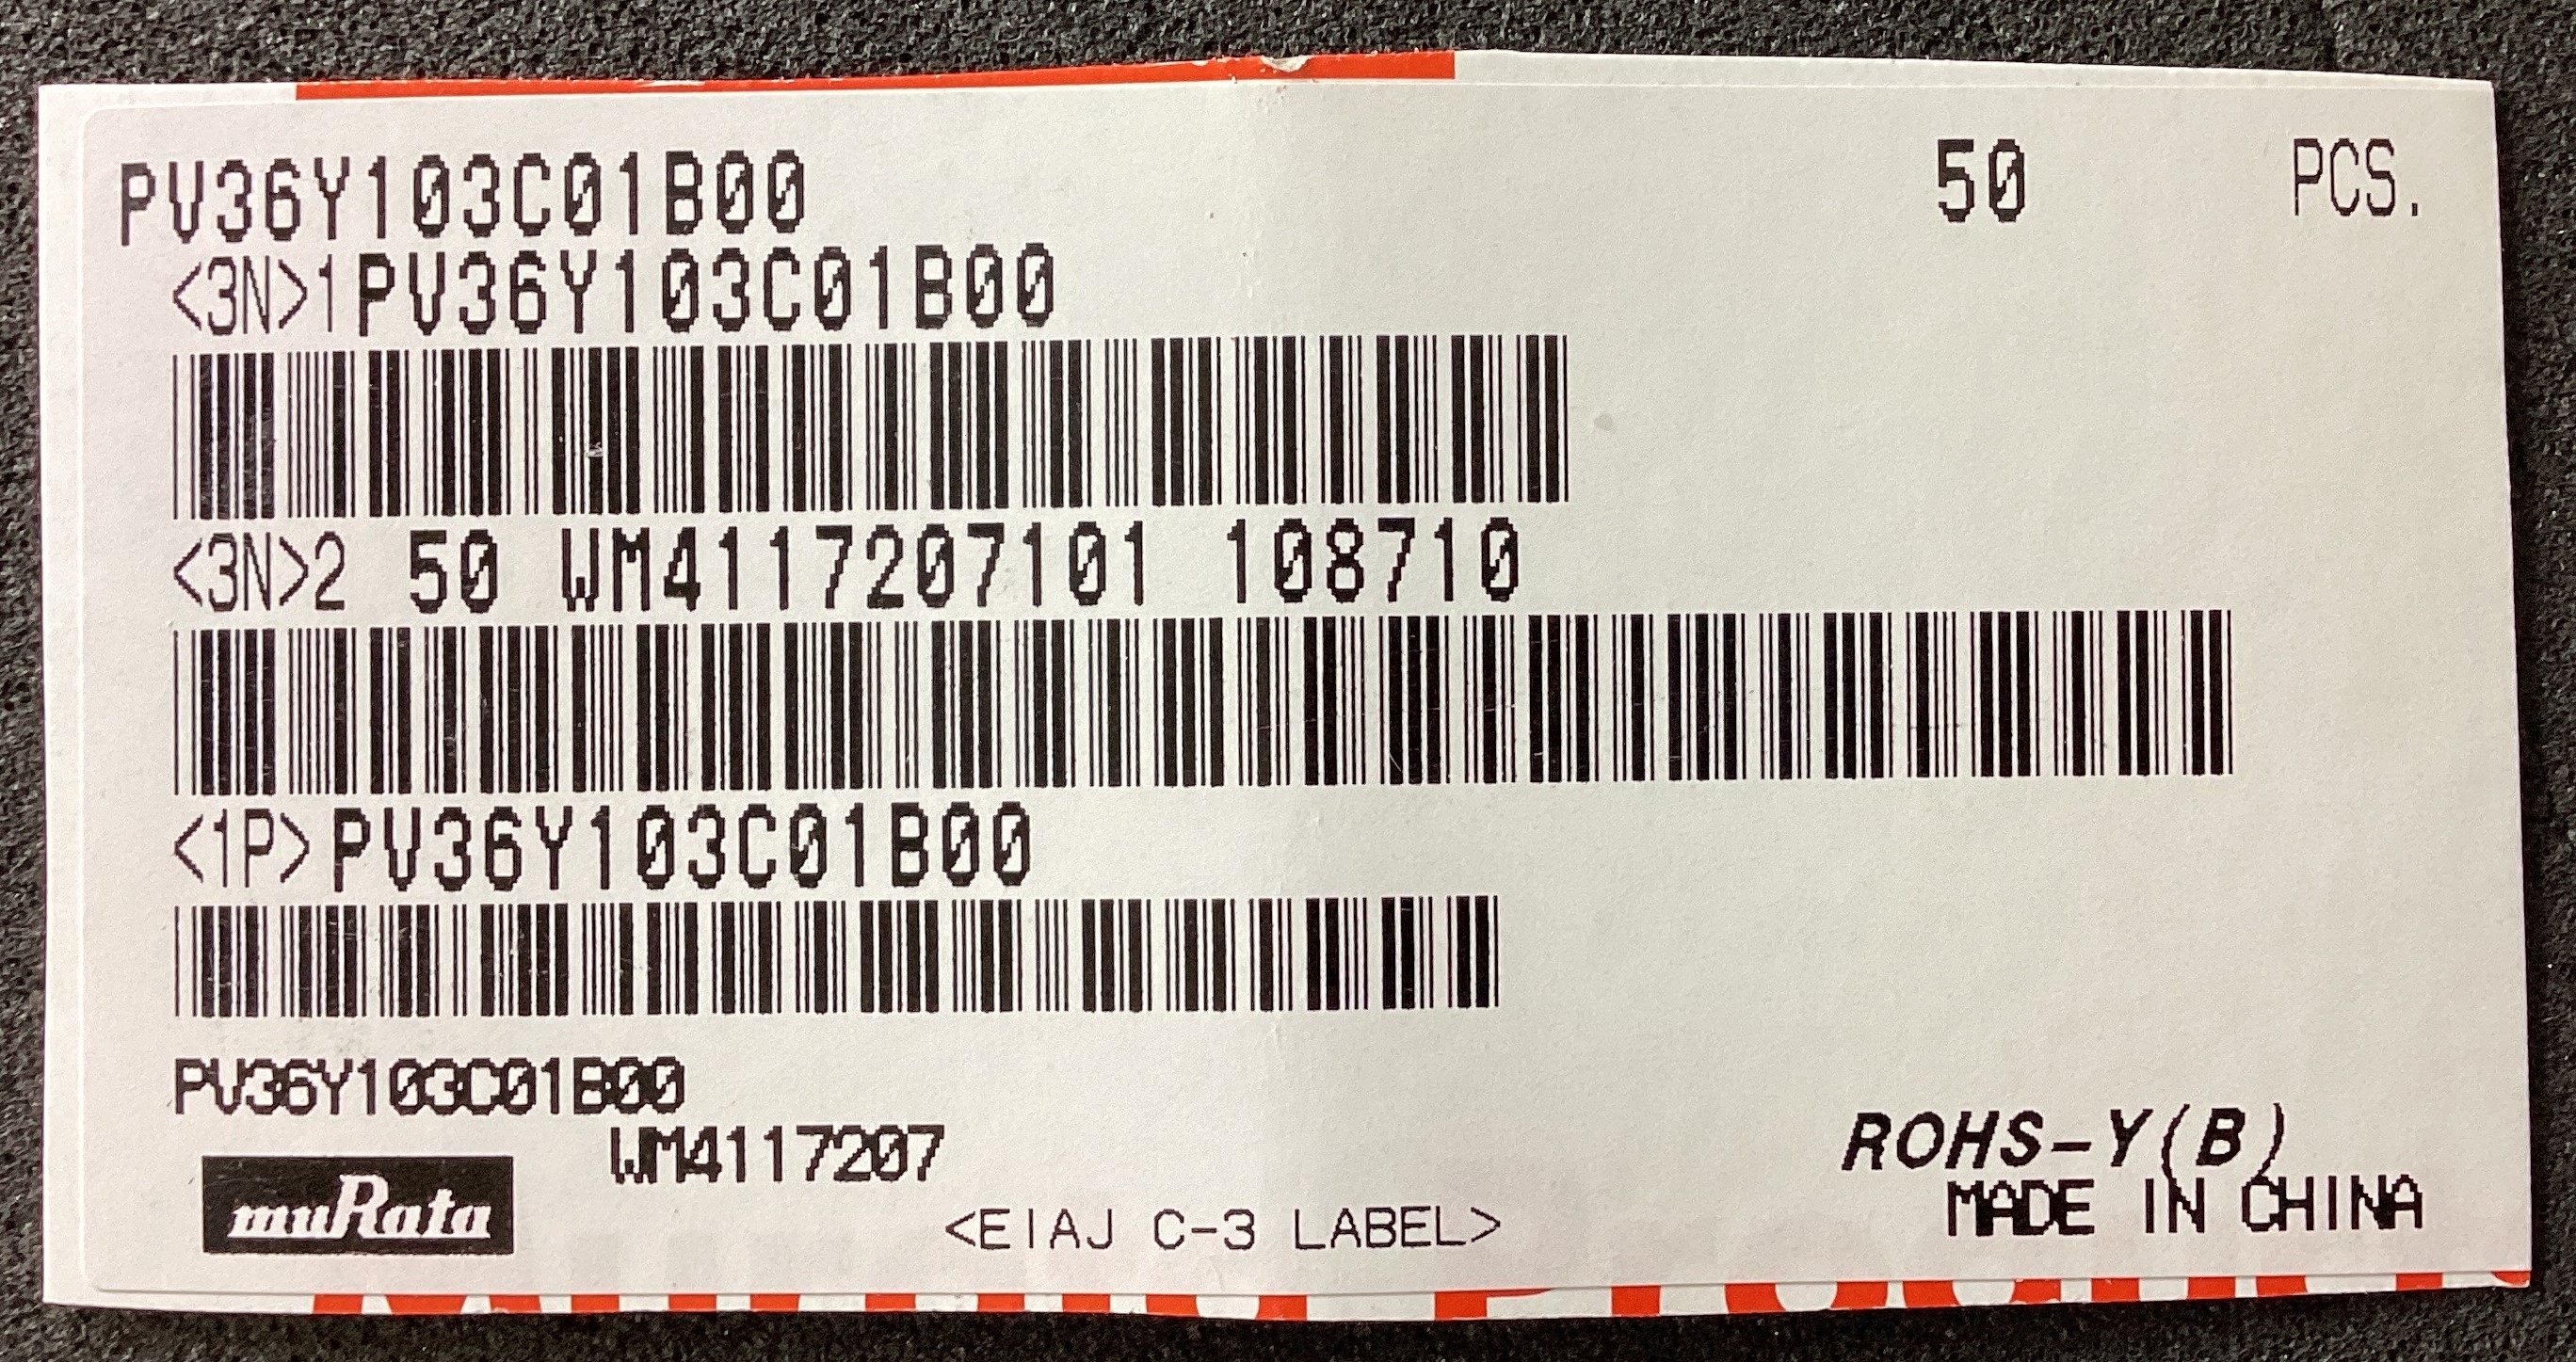 PV36Y103C01B00 50 PCS.
<3N>1PV36Y103C01B00
<3N>2 50 WM4117207101 108710
<1P>PV36Y103C01B00
PV36Y103C01B00
WM4117207
ROHS-Y(B)
muRata
<EIAJ C-3 LABEL>
MADE IN CHINA